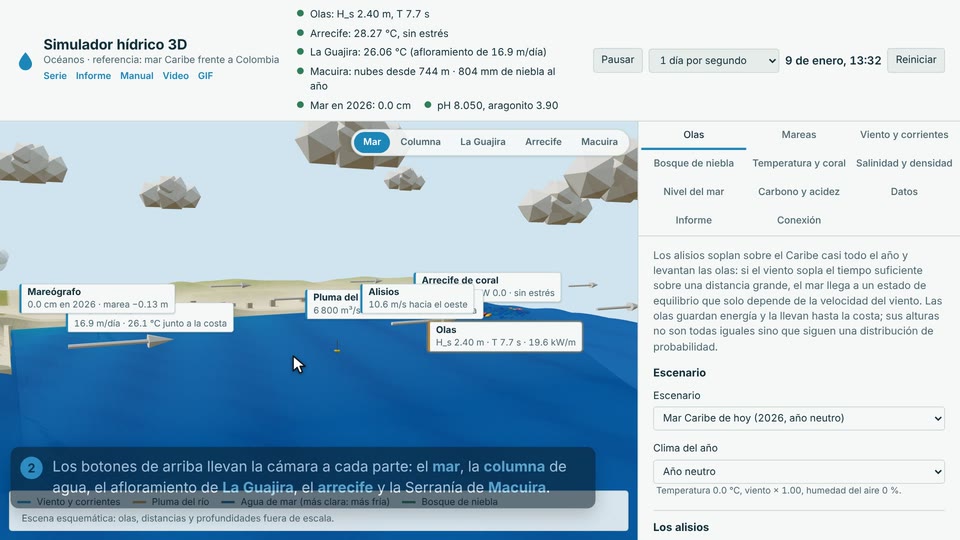 Simulador hídrico 3D
Océanos · referencia: mar Caribe frente a Colombia
Serie Informe Manual Video GIF
Olas: H_s 2.40 m, T 7.7 s
Arrecife: 28.27 °C, sin estrés
La Guajira: 26.06 °C (afloramiento de 16.9 m/día)
Macuira: nubes desde 744 m · 804 mm de niebla al
año
Mar en 2026: 0.0 cm pH 8.050, aragonito 3.90
Pausar 1 día por segundo 9 de enero, 13:32 Reiniciar
Mar Columna La Guajira Arrecife Macuira
Arrecife de coral
W 0.0 · sin estrés
Mareógrafo
0.0 cm en 2026 · marea −0.13 m
16.9 m/día · 26.1 °C junto a la costa
Pluma del
6 800 m³/s
Alisios
10.6 m/s hacia el oeste
Olas
H_s 2.40 m · T 7.7 s · 19.6 kW/m
2 Los botones de arriba llevan la cámara a cada parte: el mar, la columna de
agua, el afloramiento de La Guajira, el arrecife y la Serranía de Macuira.
Viento y corrientes Pluma del río Agua de mar (más clara: más fría) Bosque de niebla
Escena esquemática: olas, distancias y profundidades fuera de escala.
Olas Mareas Viento y corrientes
Bosque de niebla Temperatura y coral Salinidad y densidad
Nivel del mar Carbono y acidez Datos
Informe Conexión
Los alisios soplan sobre el Caribe casi todo el año y
levantan las olas: si el viento sopla el tiempo suficiente
sobre una distancia grande, el mar llega a un estado de
equilibrio que solo depende de la velocidad del viento. Las
olas guardan energía y la llevan hasta la costa; sus alturas
no son todas iguales sino que siguen una distribución de
probabilidad.
Escenario
Escenario
Mar Caribe de hoy (2026, año neutro)
Clima del año
Año neutro
Temperatura 0.0 °C, viento × 1.00, humedad del aire 0 %.
Los alisios